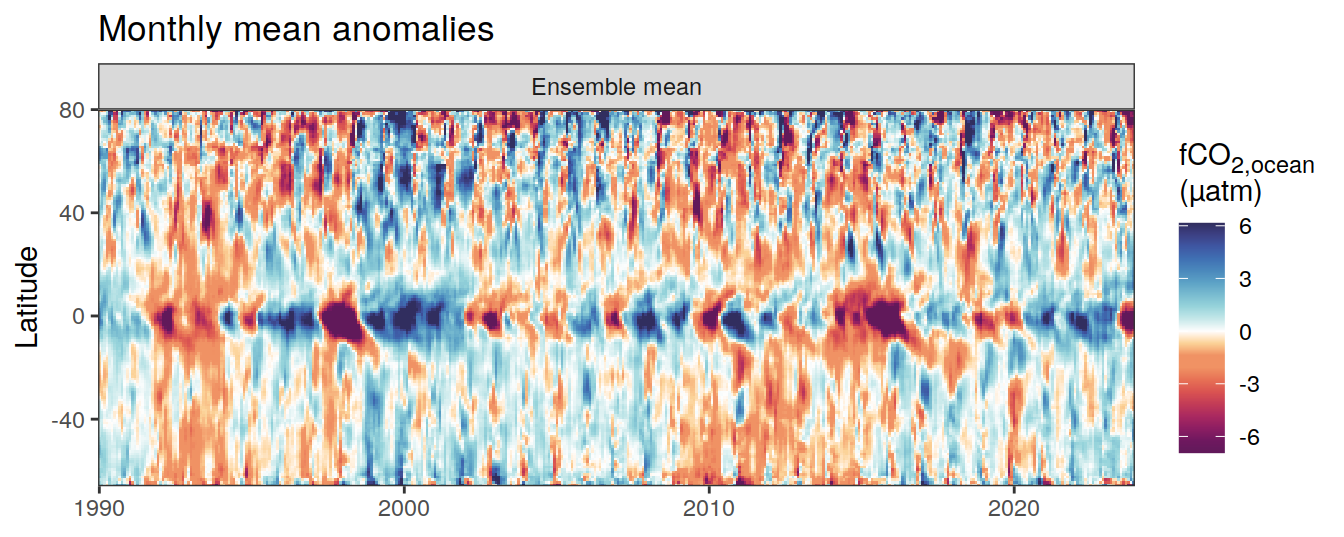 Monthly mean anomalies
Ensemble mean
Latitude
80
40
0
-40
1990
2000
2010
2020
fCO2,ocean
(µatm)
6
3
0
-3
-6